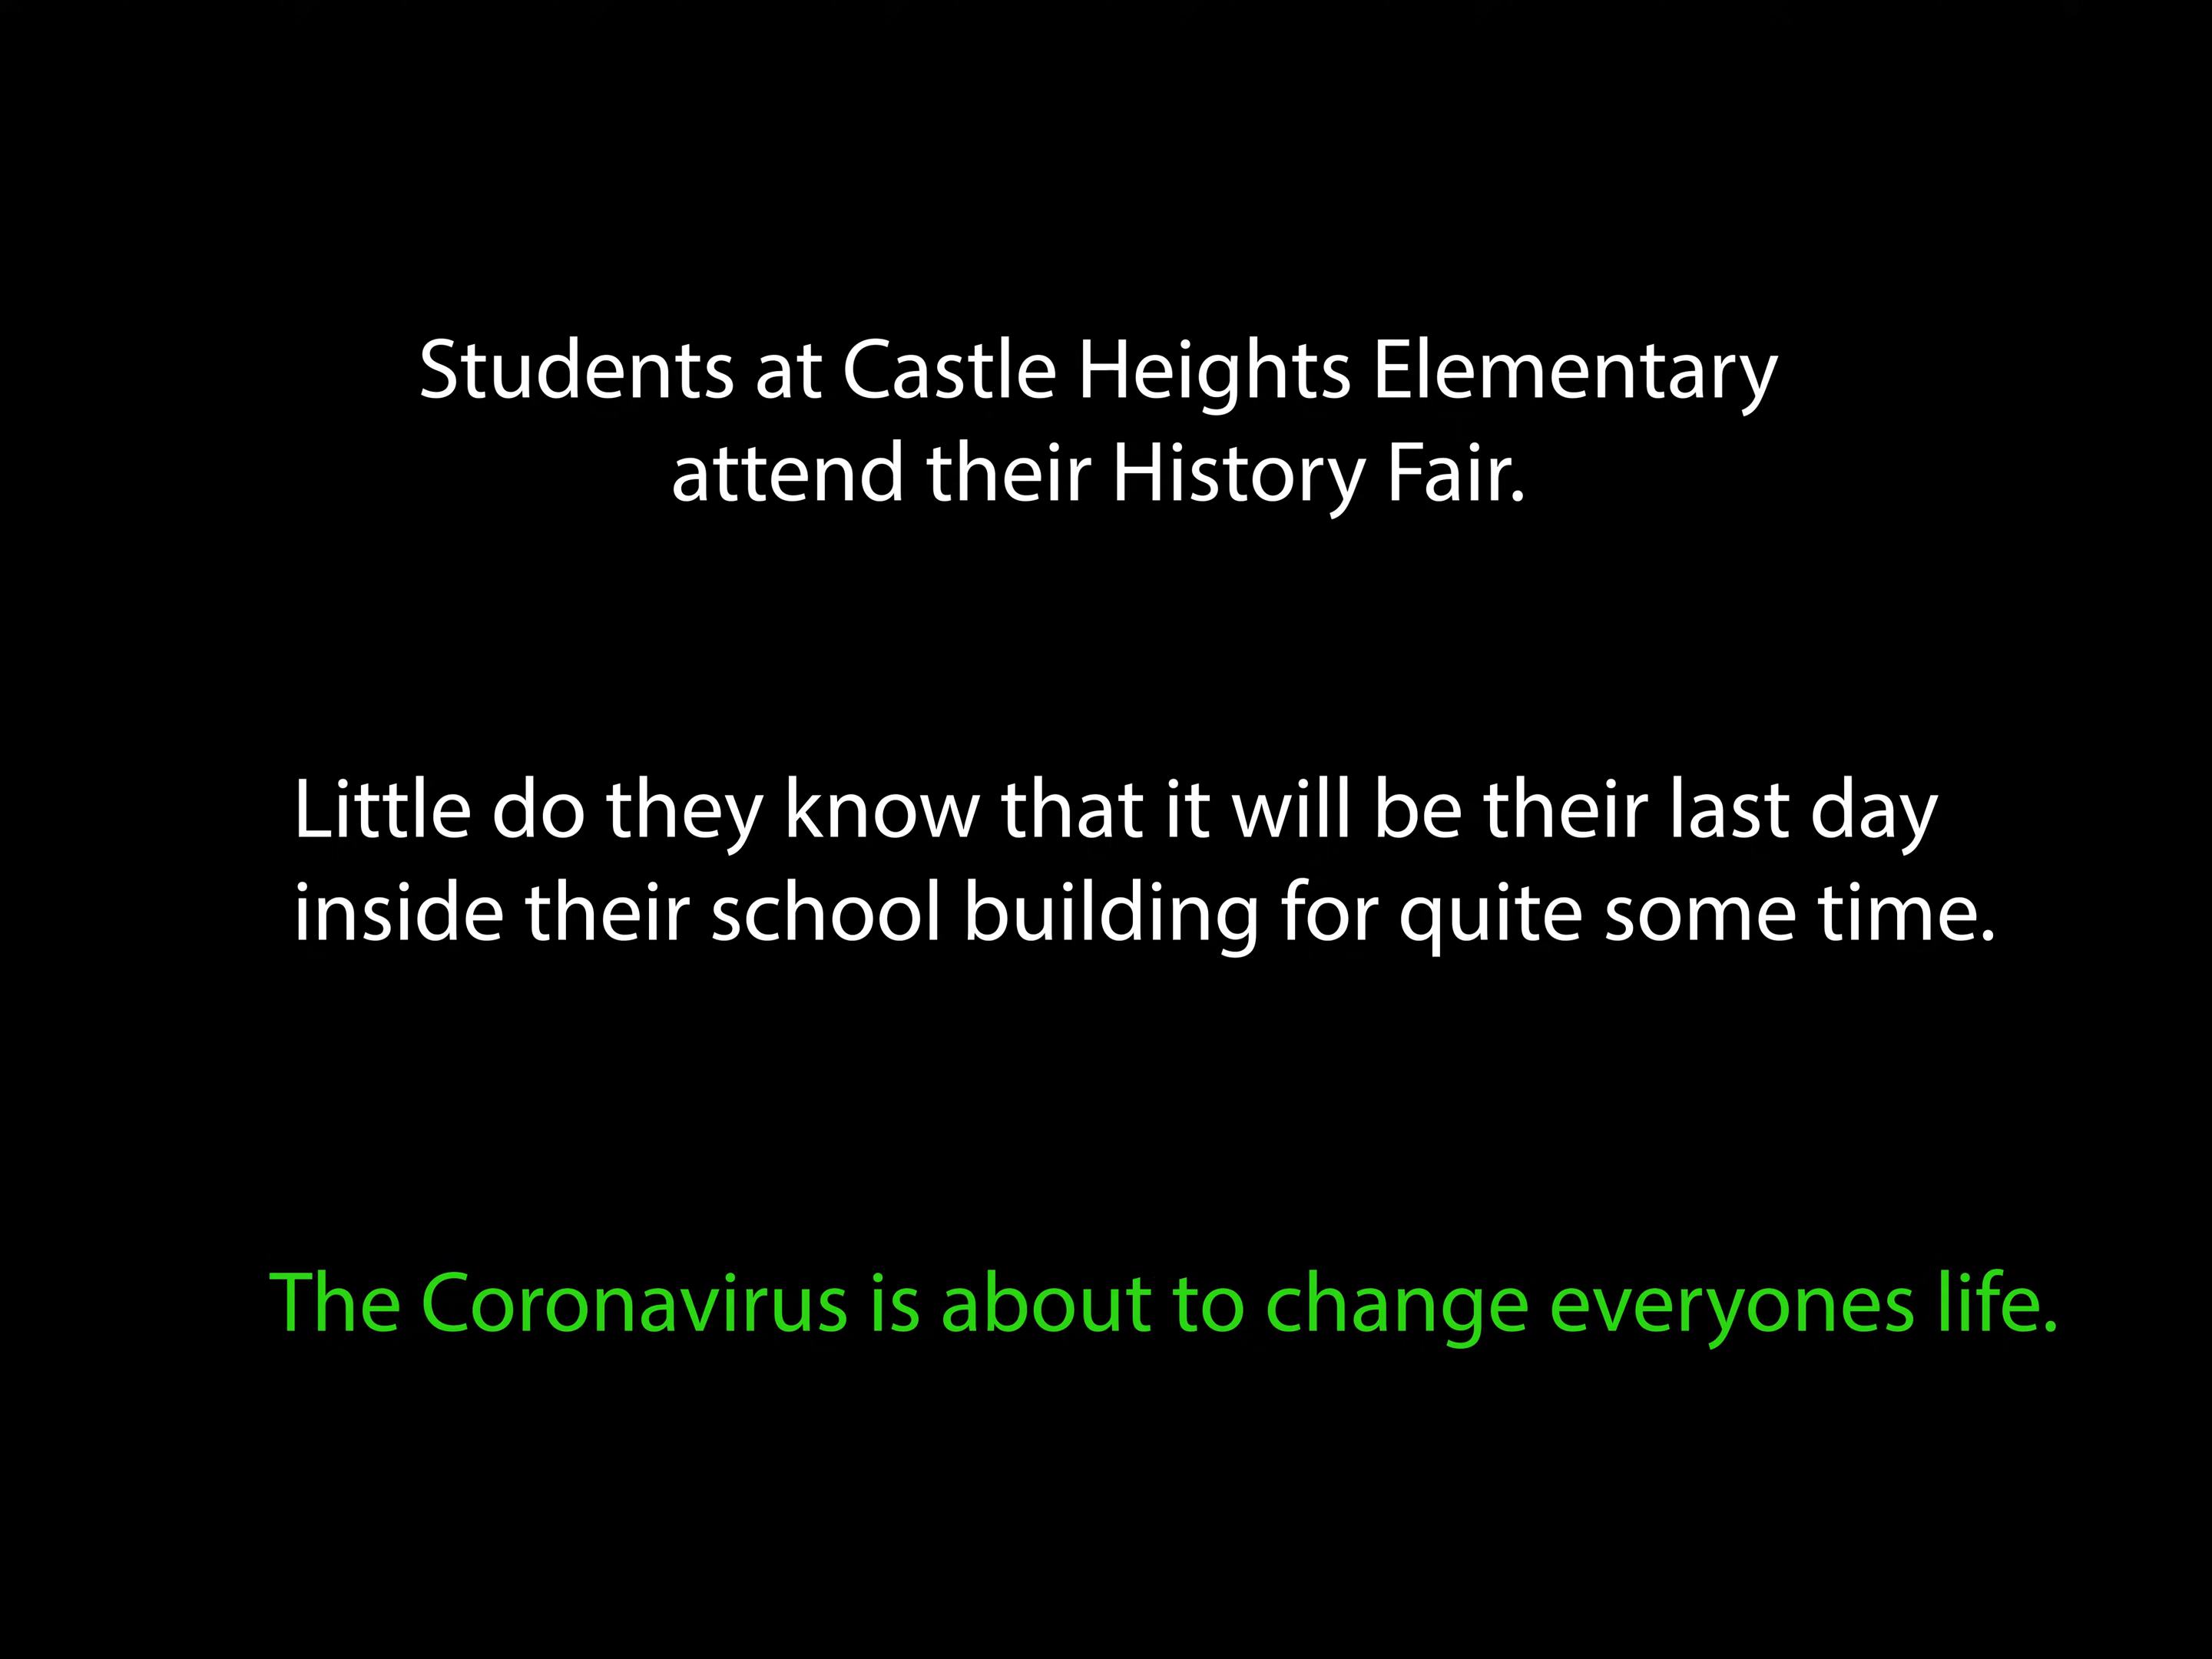 Students at Castle Heights Elementary
attend their History Fair.
Little do they know that it will be their last day
inside their school building for quite some time.
The Coronavirus is about to change everyones life.